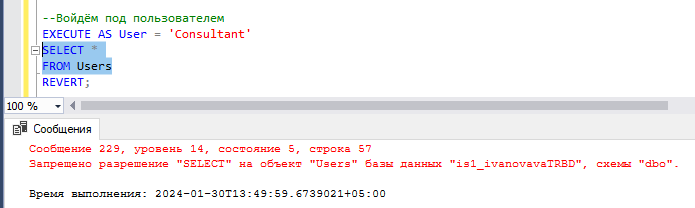 --Войдём под пользователем
EXECUTE AS User = 'Consultant'
SELECT *
FROM Users
REVERT;
100 %
Сообщения
Сообщение 229, уровень 14, состояние 5, строка 57
Запрещено разрешение "SELECT" на объект "Users" базы данных "is1_ivanovavaTRBD", схемы "dbo".
Время выполнения: 2024-01-30T13:49:59.6739021+05:00